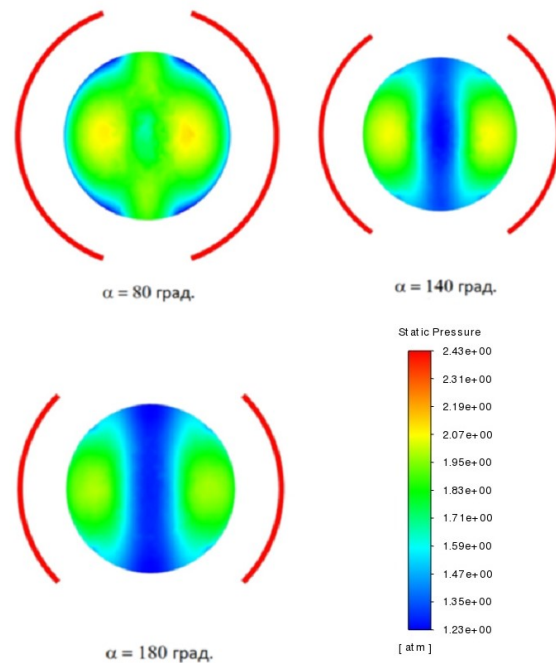 α = 80 град.
α = 140 град.
Static Pressure
2.43e+00
2.31e+00
2.19e+00
2.07e+00
1.95e+00
1.83e+00
1.71e+00
1.59e+00
1.47e+00
1.35e+00
1.23e+00
[atm]
α = 180 град.